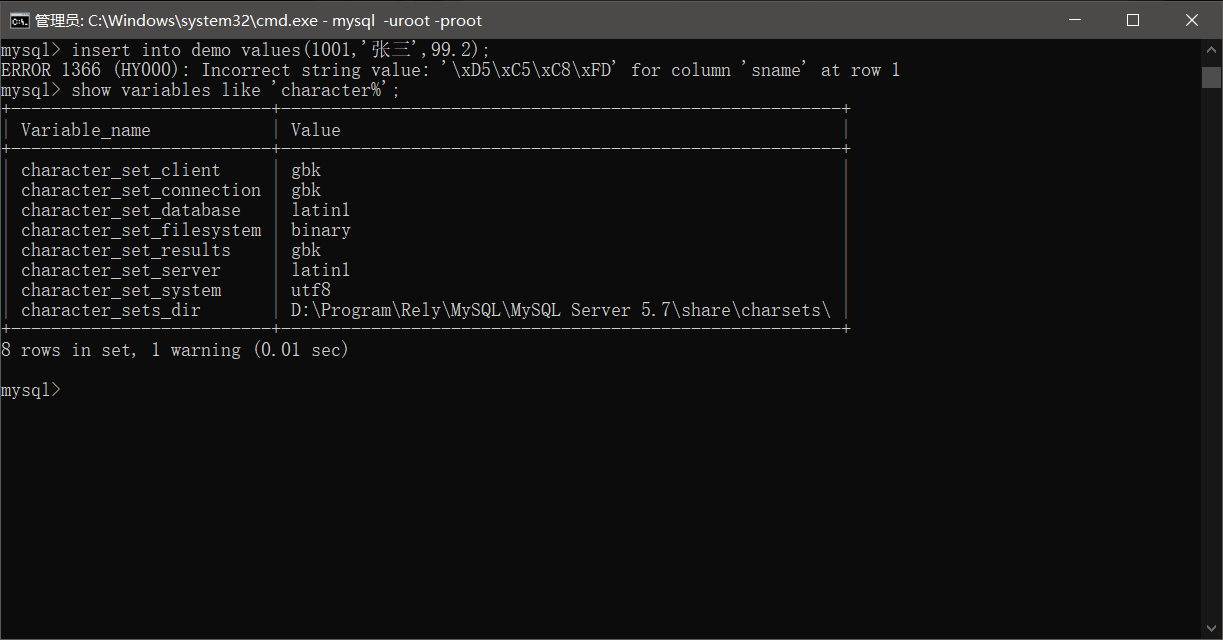 管理员: C:\Windows\system32\cmd.exe - mysql  -uroot -proot
mysql> insert into demo values(1001,'张三',99.2);
ERROR 1366 (HY000): Incorrect string value: '\xD5\xC5\xC8\xFD' for column 'sname' at row 1
mysql> show variables like 'character%';
+--------------------------+--------------------------------------------------------+
| Variable_name            | Value                                                  |
+--------------------------+--------------------------------------------------------+
| character_set_client     | gbk                                                    |
| character_set_connection | gbk                                                    |
| character_set_database   | latin1                                                 |
| character_set_filesystem | binary                                                 |
| character_set_results    | gbk                                                    |
| character_set_server     | latin1                                                 |
| character_set_system     | utf8                                                   |
| character_sets_dir       | D:\Program\Rely\MySQL\MySQL Server 5.7\share\charsets\ |
+--------------------------+--------------------------------------------------------+
8 rows in set, 1 warning (0.01 sec)
mysql>